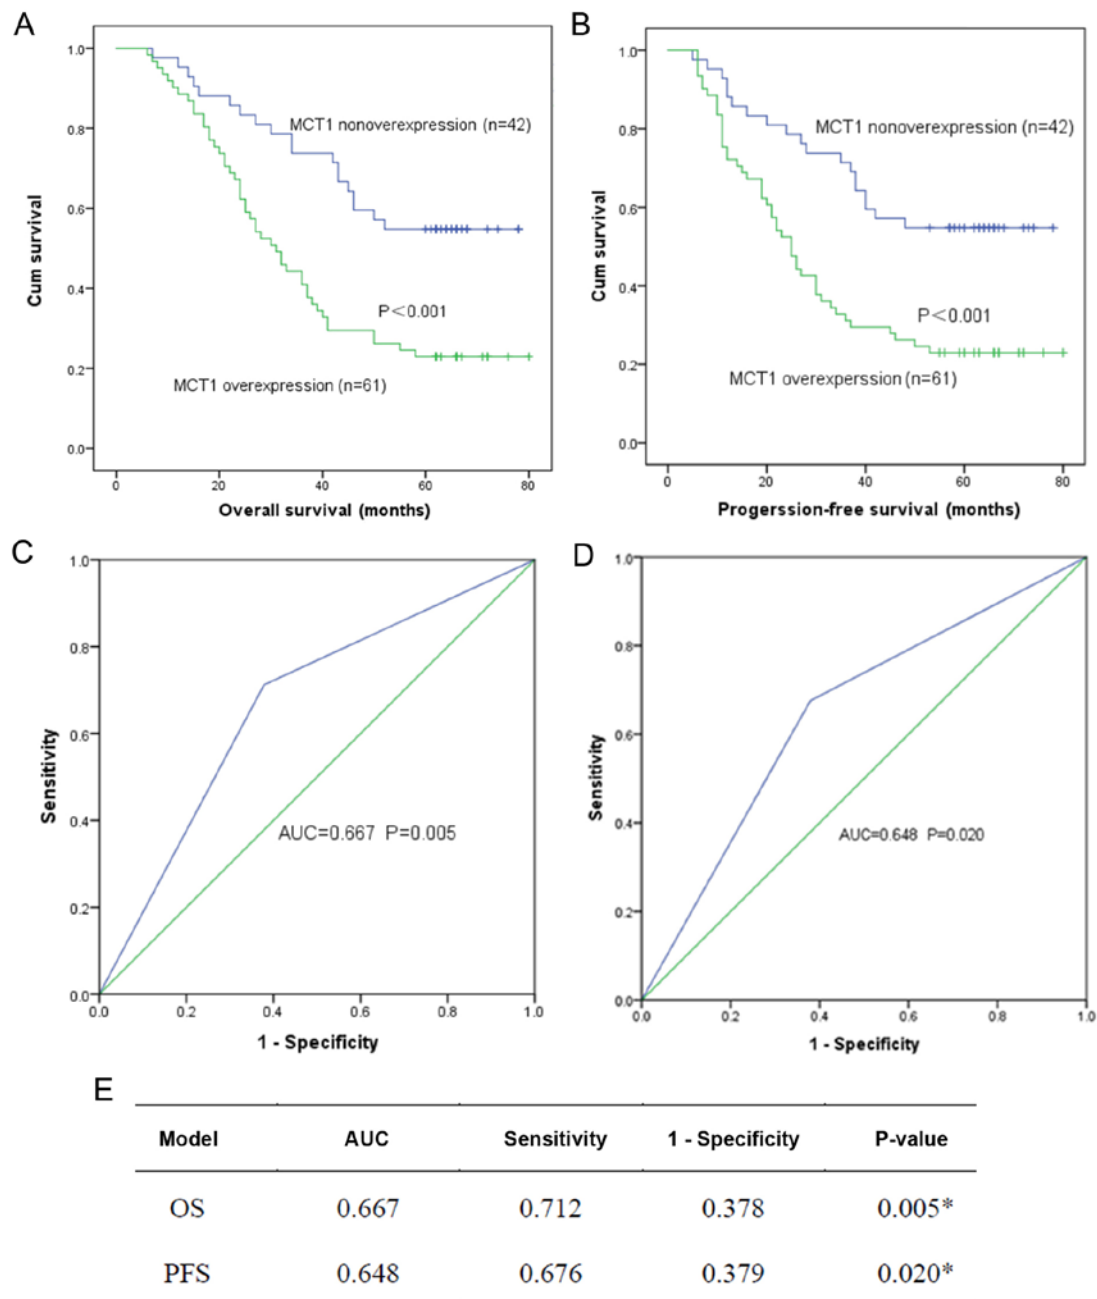 A
1.0
0.8
0.6
0.4
0.2
0.0
Cum survival
MCT1 nonoverexpression (n=42)
P<0.001
MCT1 overexpression (n=61)
0 20 40 60 80
Overall survival (months)
B
1.0
0.8
0.6
0.4
0.2
0.0
Cum survival
MCT1 nonoverexpression (n=42)
P<0.001
MCT1 overexperssion (n=61)
0 20 40 60 80
Progerssion-free survival (months)
C
1.0
0.8
0.6
0.4
0.2
0.0
Sensitivity
AUC=0.667 P=0.005
0.0 0.2 0.4 0.6 0.8 1.0
1 - Specificity
D
1.0
0.8
0.6
0.4
0.2
0.0
Sensitivity
AUC=0.648 P=0.020
0.0 0.2 0.4 0.6 0.8 1.0
1 - Specificity
E
Model AUC Sensitivity 1 - Specificity P-value
OS 0.667 0.712 0.378 0.005*
PFS 0.648 0.676 0.379 0.020*